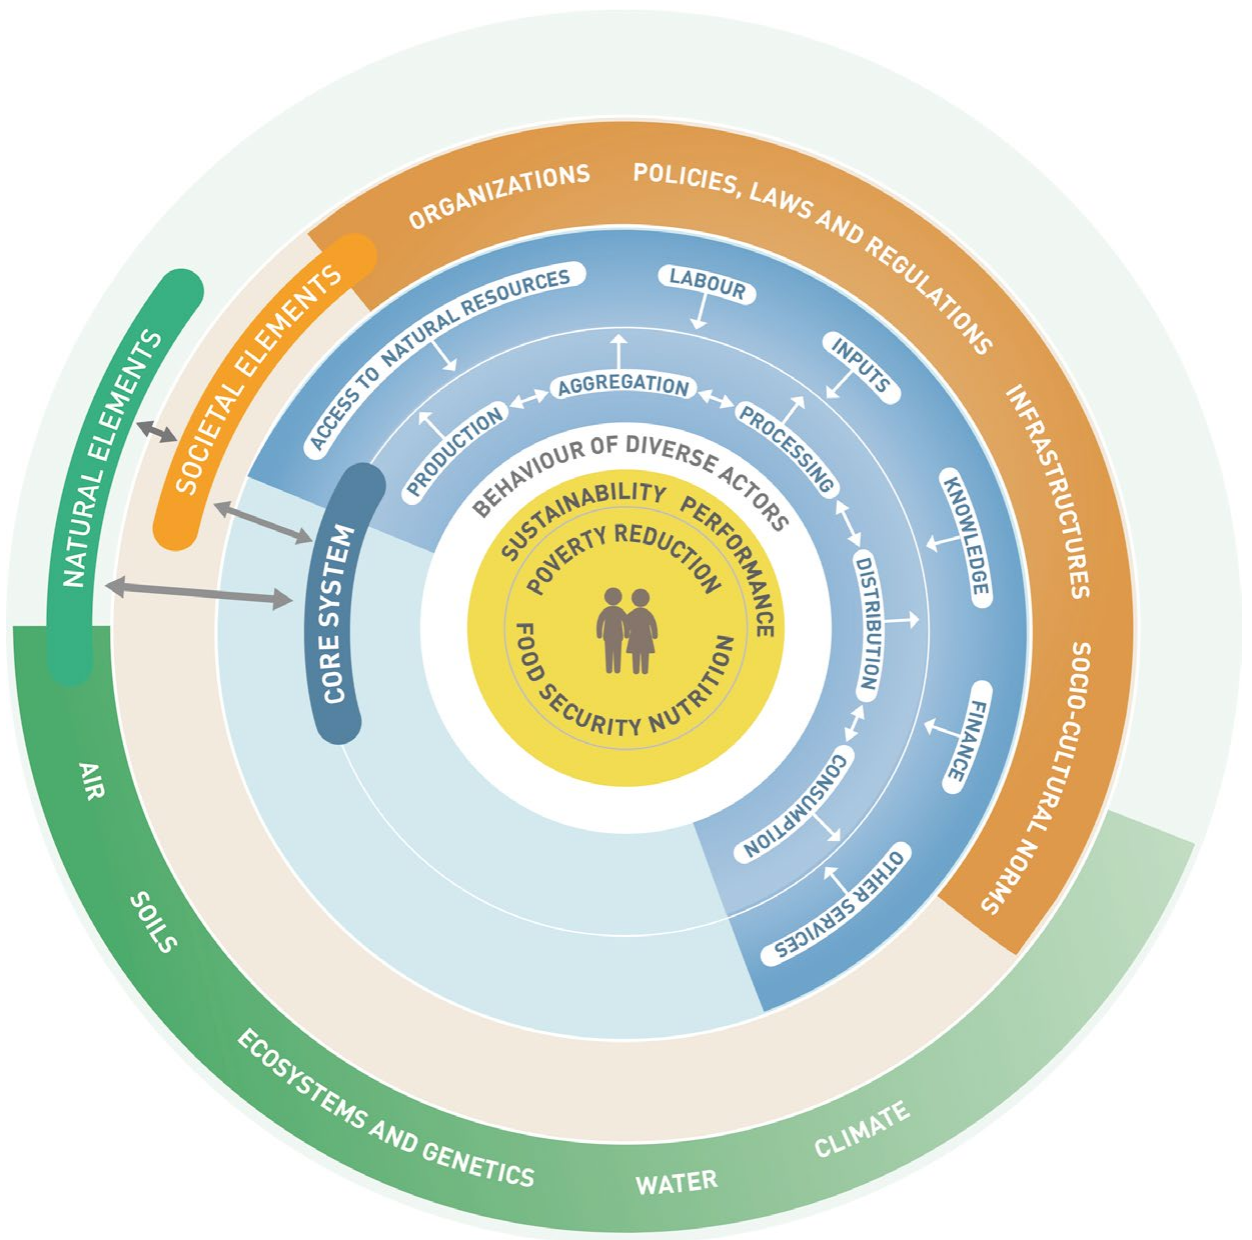 NATURAL ELEMENTS
SOCIETAL ELEMENTS
CORE SYSTEM
ORGANIZATIONS
POLICIES, LAWS AND REGULATIONS
INFRASTRUCTURES
SOCIO-CULTURAL NORMS
ACCESS TO NATURAL RESOURCES
LABOUR
INPUTS
KNOWLEDGE
FINANCE
OTHER SERVICES
PRODUCTION
AGGREGATION
PROCESSING
DISTRIBUTION
CONSUMPTION
BEHAVIOUR OF DIVERSE ACTORS
SUSTAINABILITY PERFORMANCE
POVERTY REDUCTION
FOOD SECURITY NUTRITION
AIR
SOILS
ECOSYSTEMS AND GENETICS
WATER
CLIMATE